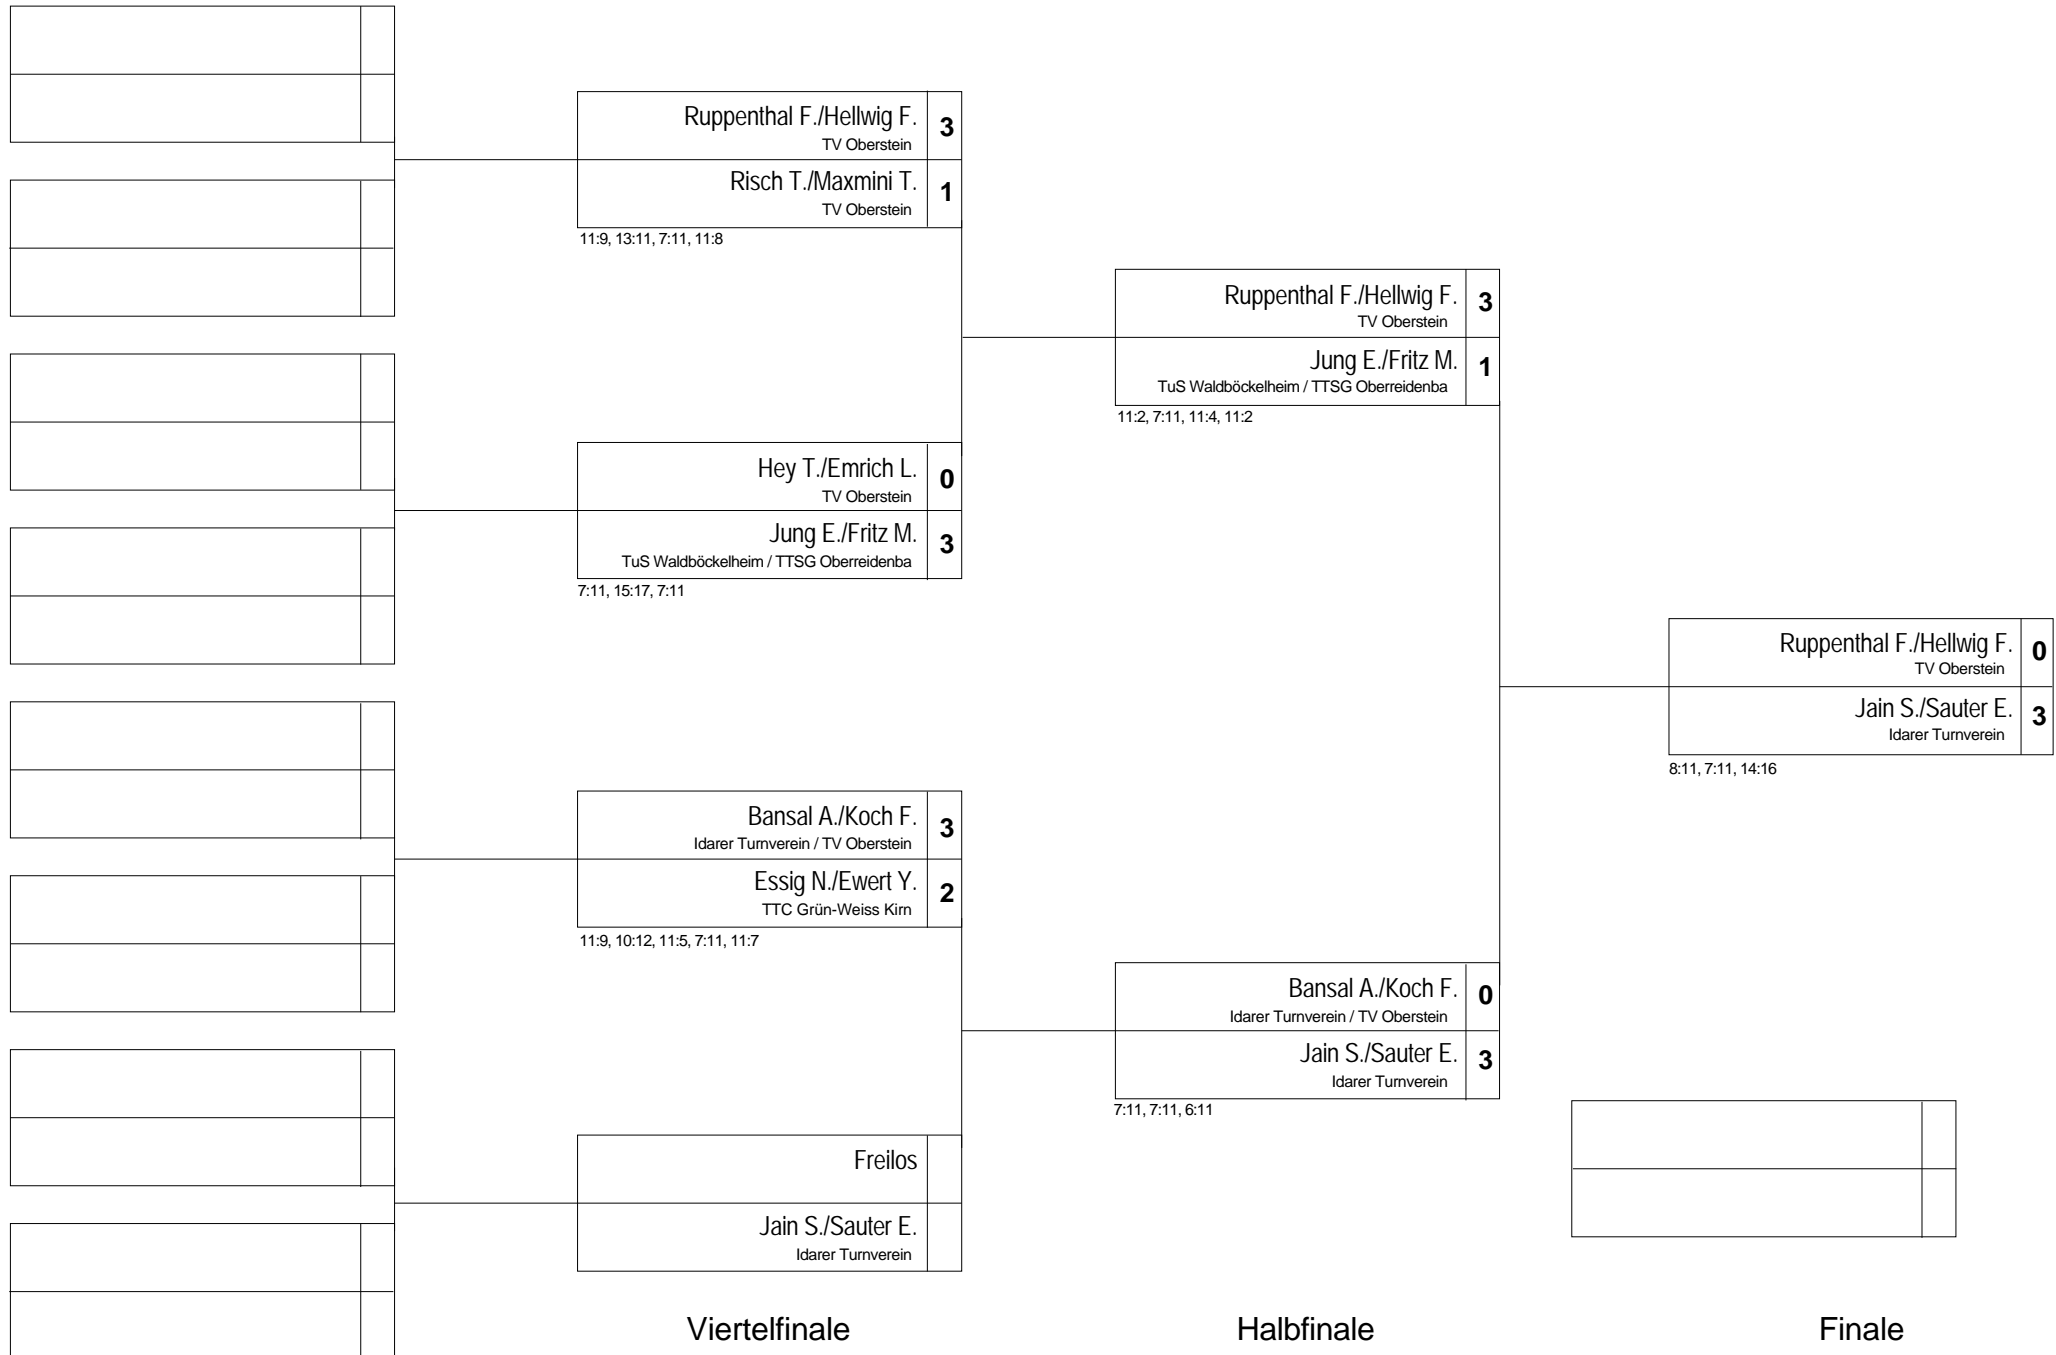 Ruppenthal F./Hellwig F. 3
TV Oberstein
Risch T./Maxmini T. 1
TV Oberstein
11:9, 13:11, 7:11, 11:8
Hey T./Emrich L. 0
TV Oberstein
Jung E./Fritz M. 3
TuS Waldböckelheim / TTSG Oberreidenba
7:11, 15:17, 7:11
Bansal A./Koch F. 3
Idarer Turnverein / TV Oberstein
Essig N./Ewert Y. 2
TTC Grün-Weiss Kirn
11:9, 10:12, 11:5, 7:11, 11:7
Freilos
Jain S./Sauter E.
Idarer Turnverein
Viertelfinale
Ruppenthal F./Hellwig F. 3
TV Oberstein
Jung E./Fritz M. 1
TuS Waldböckelheim / TTSG Oberreidenba
11:2, 7:11, 11:4, 11:2
Bansal A./Koch F. 0
Idarer Turnverein / TV Oberstein
Jain S./Sauter E. 3
Idarer Turnverein
7:11, 7:11, 6:11
Halbfinale
Ruppenthal F./Hellwig F. 0
TV Oberstein
Jain S./Sauter E. 3
Idarer Turnverein
8:11, 7:11, 14:16
Finale